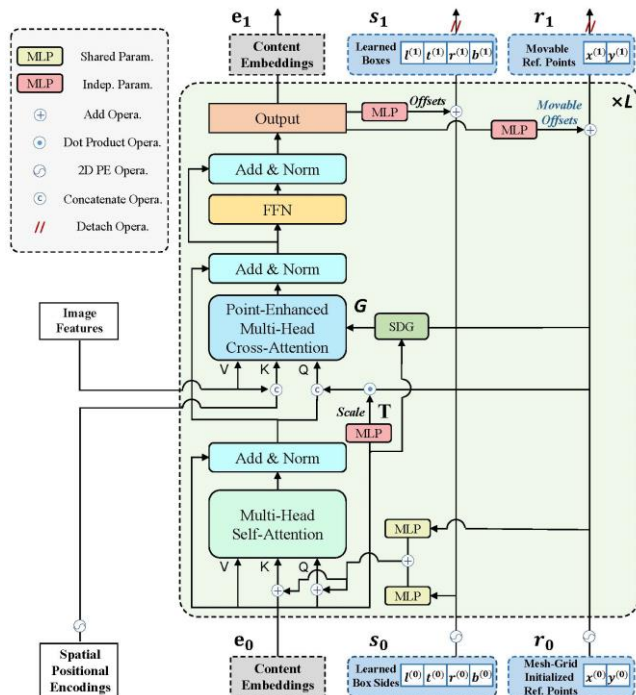 e₁ s₁ r₁
Content
Embeddings
Learned
Boxes
l⁽¹⁾ t⁽¹⁾ r⁽¹⁾ b⁽¹⁾
Movable
Ref. Points
x⁽¹⁾ y⁽¹⁾
MLP Shared Param.
MLP Indep. Param.
Add Opera.
Dot Product Opera.
2D PE Opera.
C Concatenate Opera.
Detach Opera.
×L
Output
MLP
Offsets
MLP
Movable
Offsets
Add & Norm
FFN
Add & Norm
Point-Enhanced
Multi-Head
Cross-Attention
G
SDG
Image
Features
V K Q
C C
Scale T
MLP
Add & Norm
Multi-Head
Self-Attention
MLP
V K Q
MLP
Spatial
Positional
Encodings
e₀ s₀ r₀
Content
Embeddings
Learned
Box Sides
l⁽⁰⁾ t⁽⁰⁾ r⁽⁰⁾ b⁽⁰⁾
Mesh-Grid
Initialized
Ref. Points
x⁽⁰⁾ y⁽⁰⁾